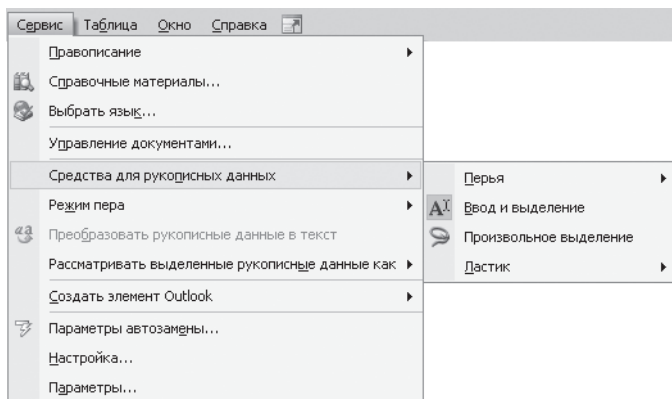 Сервис Таблица Окно Справка
Правописание
Справочные материалы...
Выбрать язык...
Управление документами...
Средства для рукописных данных
Режим пера
Преобразовать рукописные данные в текст
Рассматривать выделенные рукописные данные как
Создать элемент Outlook
Параметры автозамены...
Настройка...
Параметры...
Перья
Ввод и выделение
Произвольное выделение
Ластик